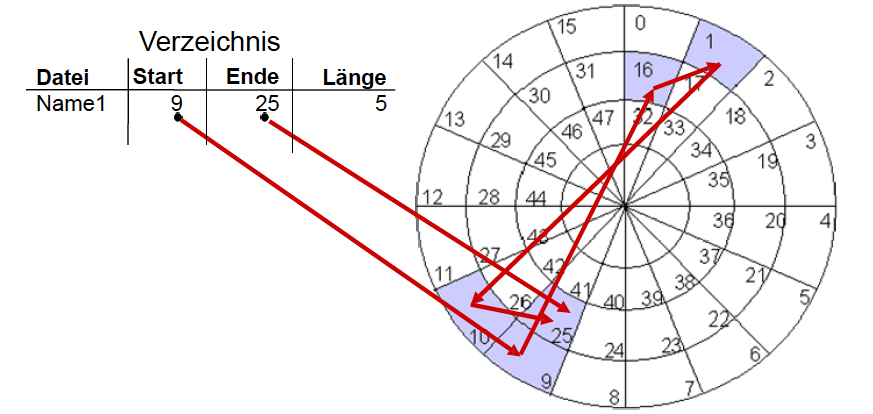 Verzeichnis
Datei Start Ende Länge
Name1 9 25 5
15 0 1
14 31 16 17 2
30 47 32 33 18
13 29 46 34 19 3
45 35
12 28 44 36 20 4
43 37
11 27 42 38 21 5
26 41 40 39
10 25 24 23 22 6
9 8 7